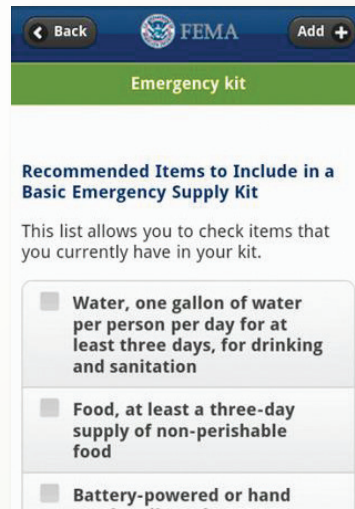 Back
FEMA
Add +
Emergency kit
Recommended Items to Include in a
Basic Emergency Supply Kit
This list allows you to check items that
you currently have in your kit.
Water, one gallon of water
per person per day for at
least three days, for drinking
and sanitation
Food, at least a three-day
supply of non-perishable
food
Battery-powered or hand